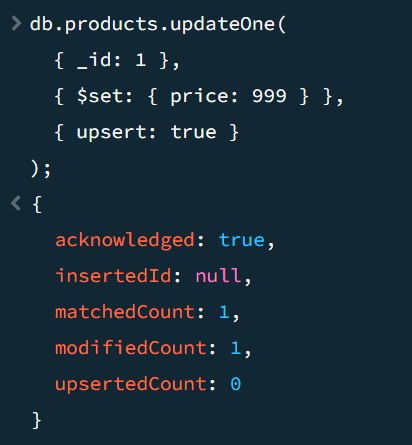 > db.products.updateOne(
{ _id: 1 },
{ $set: { price: 999 } },
{ upsert: true }
);
< {
acknowledged: true,
insertedId: null,
matchedCount: 1,
modifiedCount: 1,
upsertedCount: 0
}